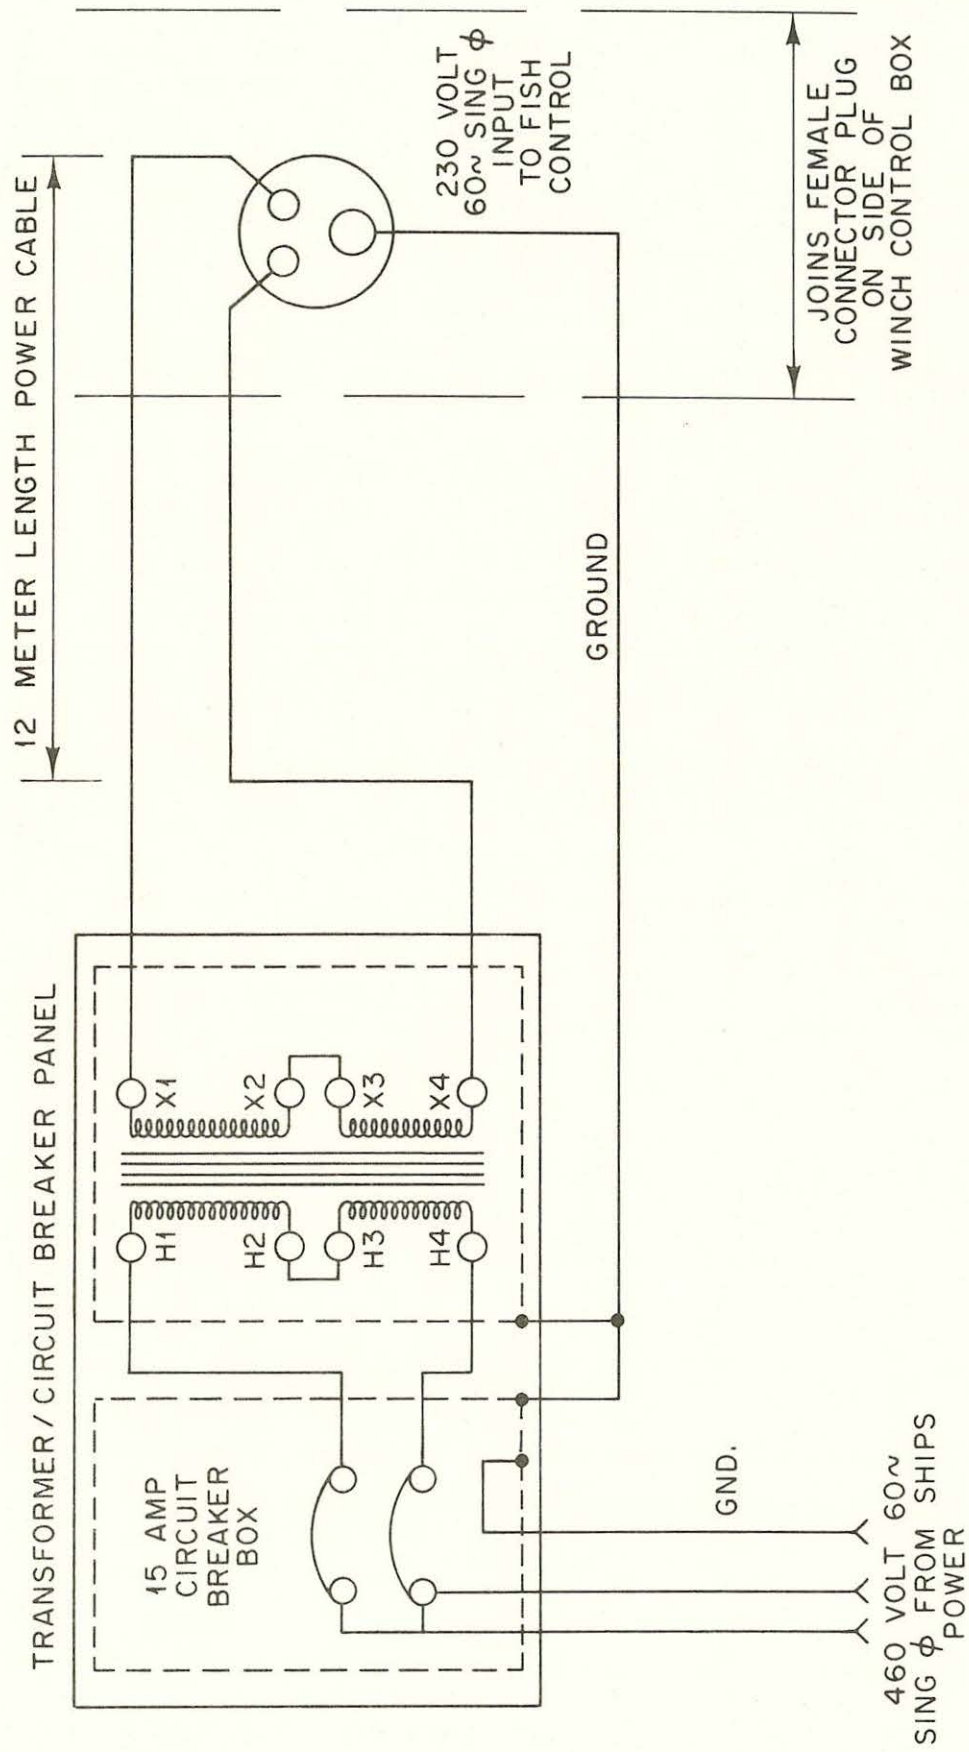 12 METER LENGTH POWER CABLE
230 VOLT
60~ SING ϕ
INPUT
TO FISH
CONTROL
JOINS FEMALE
CONNECTOR PLUG
ON SIDE OF
WINCH CONTROL BOX
GROUND
TRANSFORMER/CIRCUIT BREAKER PANEL
X1
X2
X3
X4
H1
H2
H3
H4
15 AMP
CIRCUIT
BREAKER
BOX
GND.
460 VOLT 60~
SING ϕ FROM SHIPS
POWER